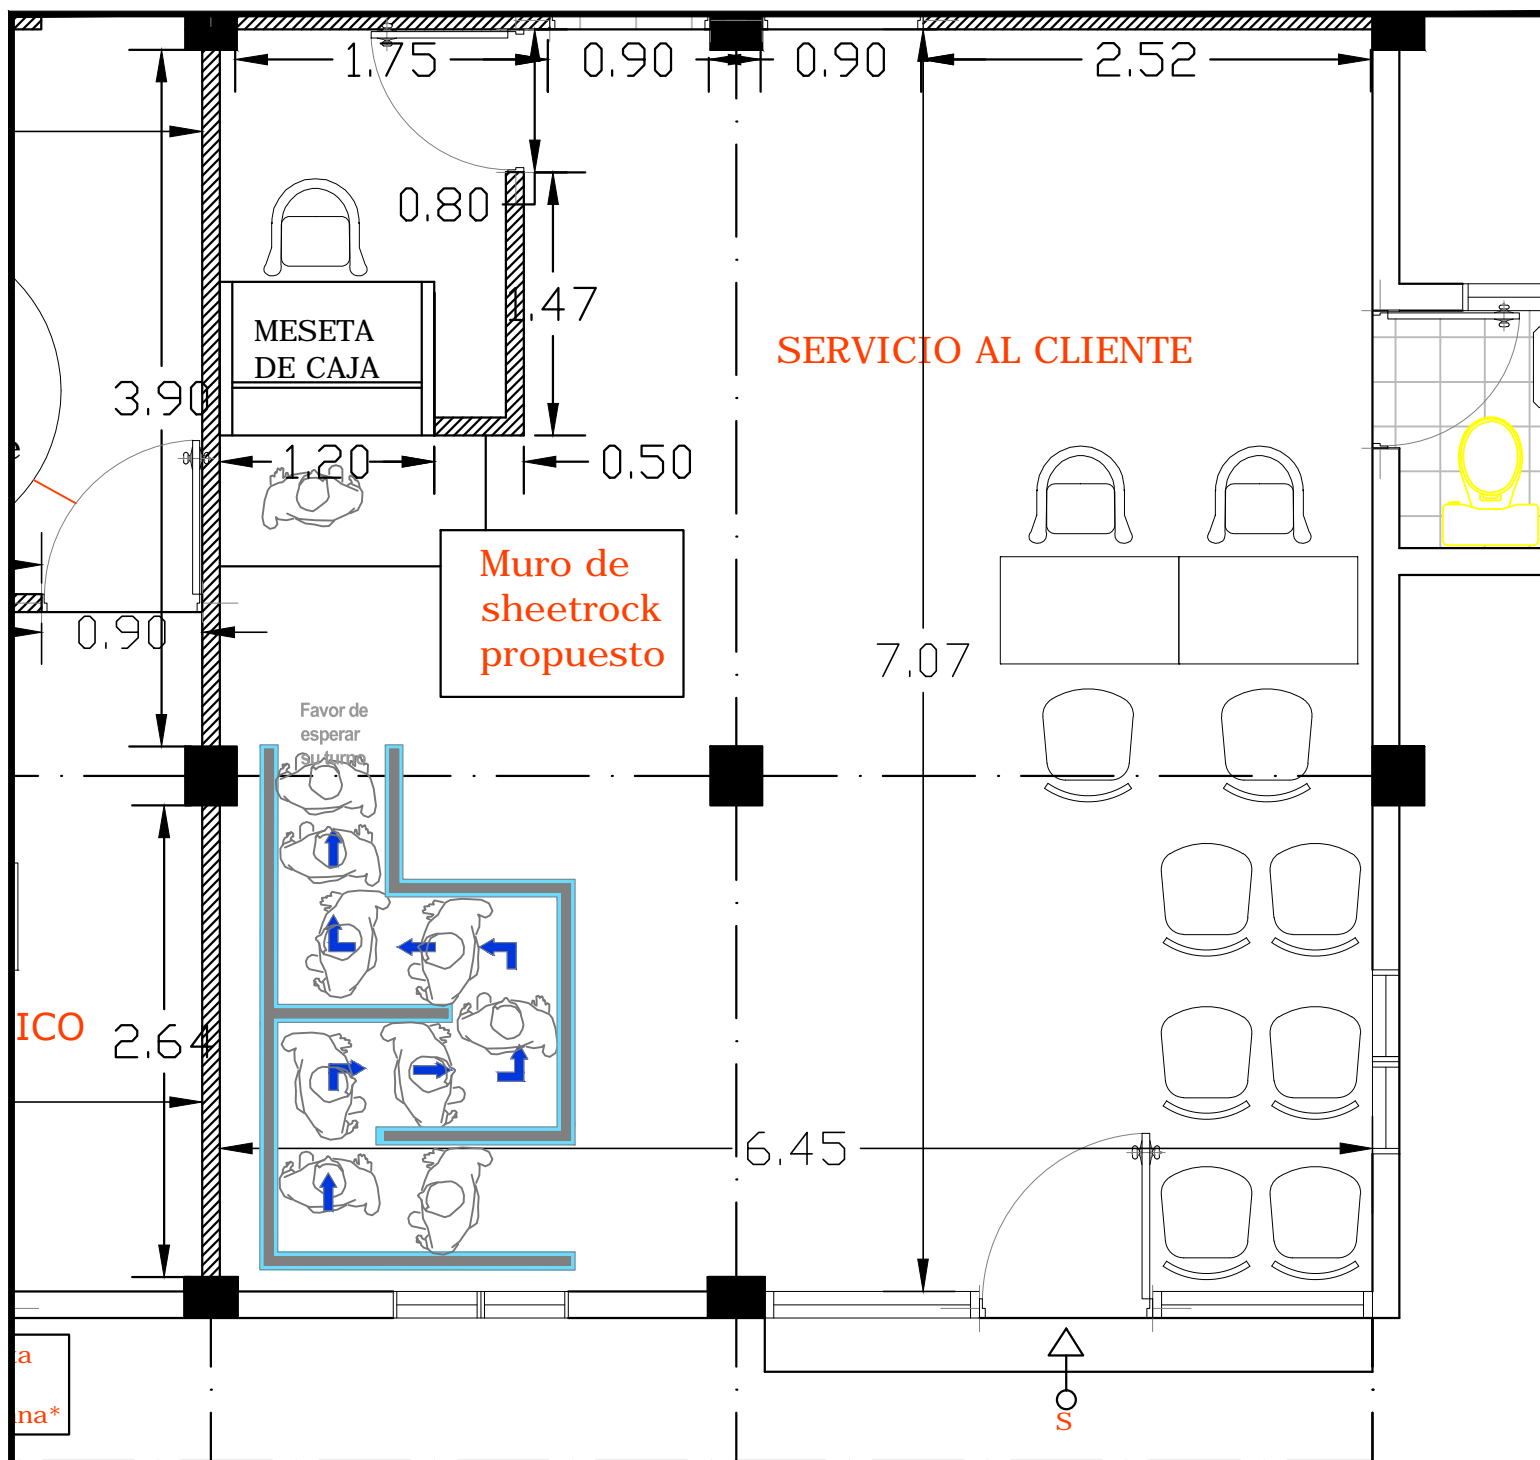 1.75
0.90
0.90
2.52
0.80
1.47
MESETA
DE CAJA
SERVICIO AL CLIENTE
3.90
1.20
0.50
Muro de
sheetrock
propuesto
0.90
7.07
Favor de
esperar
su turno
ICO
2.64
6.45
na*
S